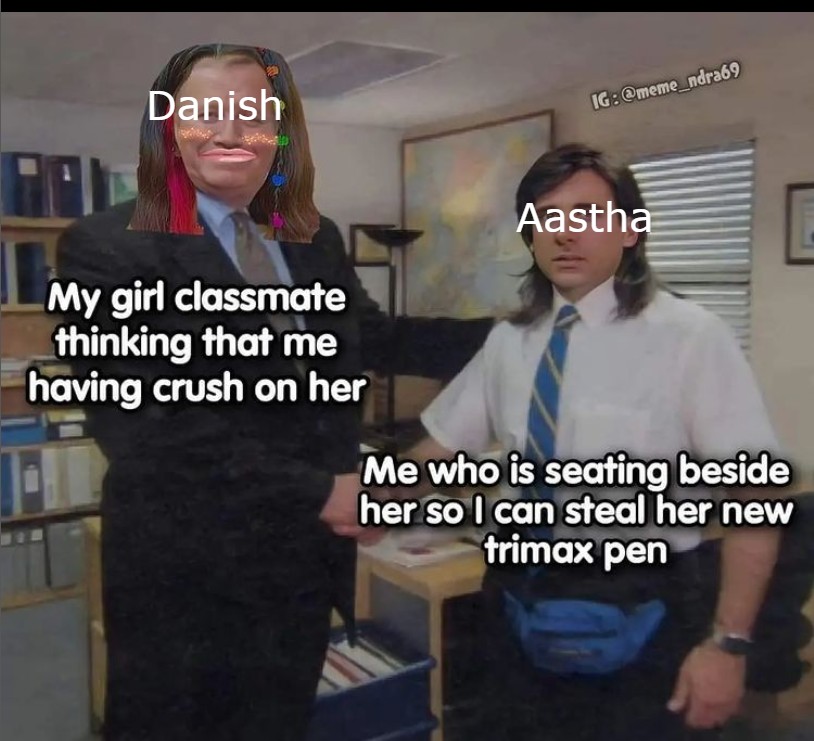 IG : @meme_ndra69
Danish
Aastha
My girl classmate
thinking that me
having crush on her
Me who is seating beside
her so I can steal her new
trimax pen